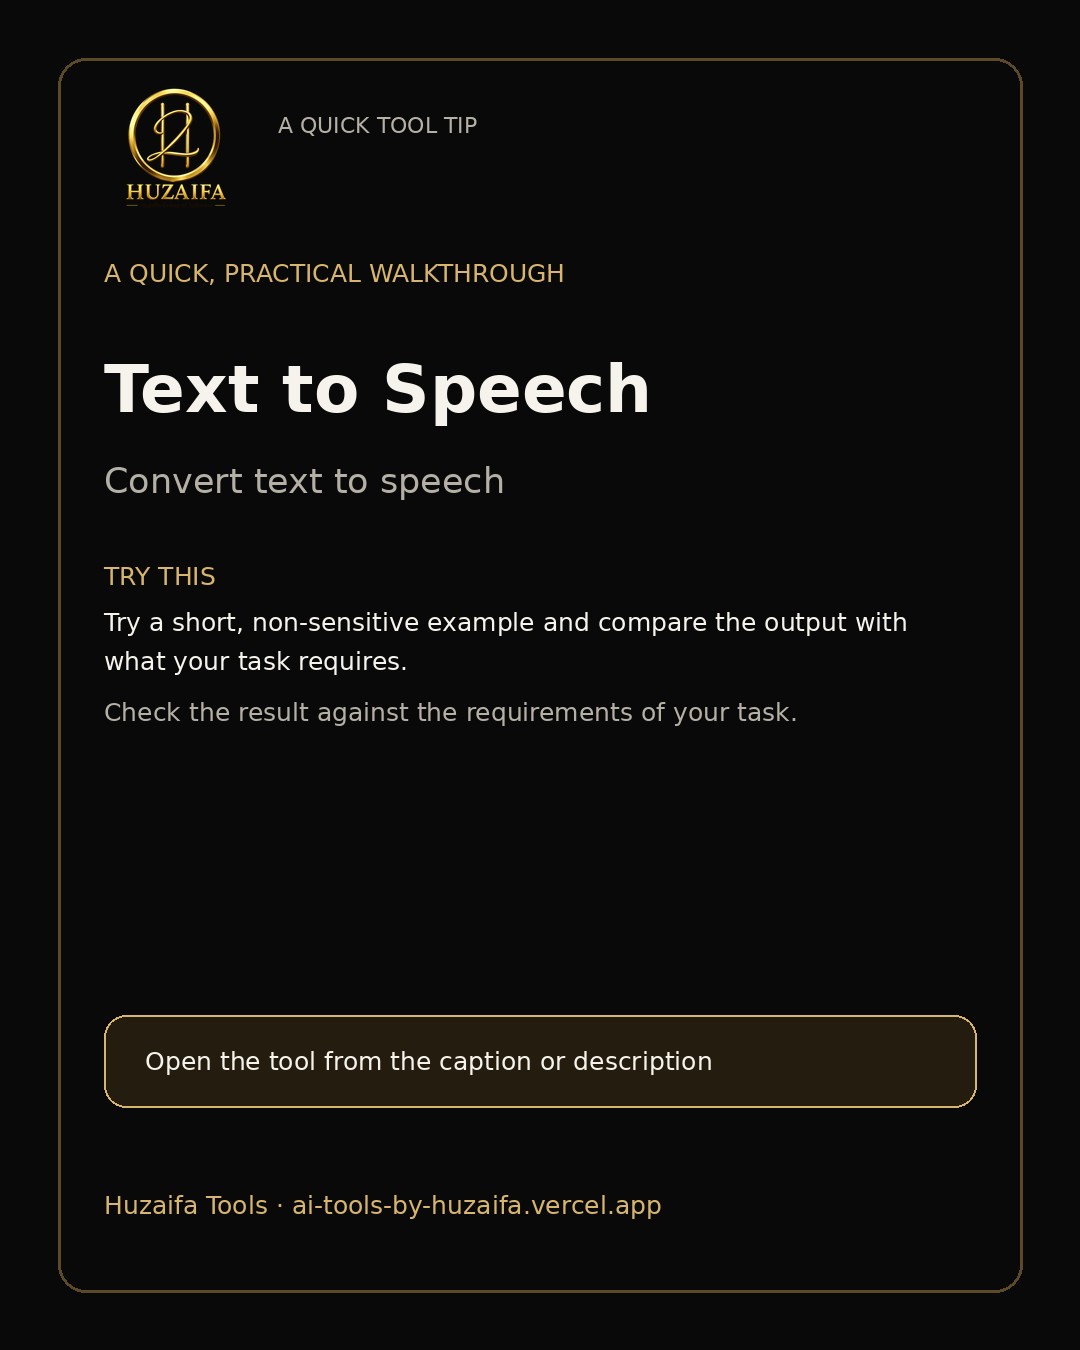 HUZAIFA
A QUICK TOOL TIP
A QUICK, PRACTICAL WALKTHROUGH
Text to Speech
Convert text to speech
TRY THIS
Try a short, non-sensitive example and compare the output with
what your task requires.
Check the result against the requirements of your task.
Open the tool from the caption or description
Huzaifa Tools · ai-tools-by-huzaifa.vercel.app